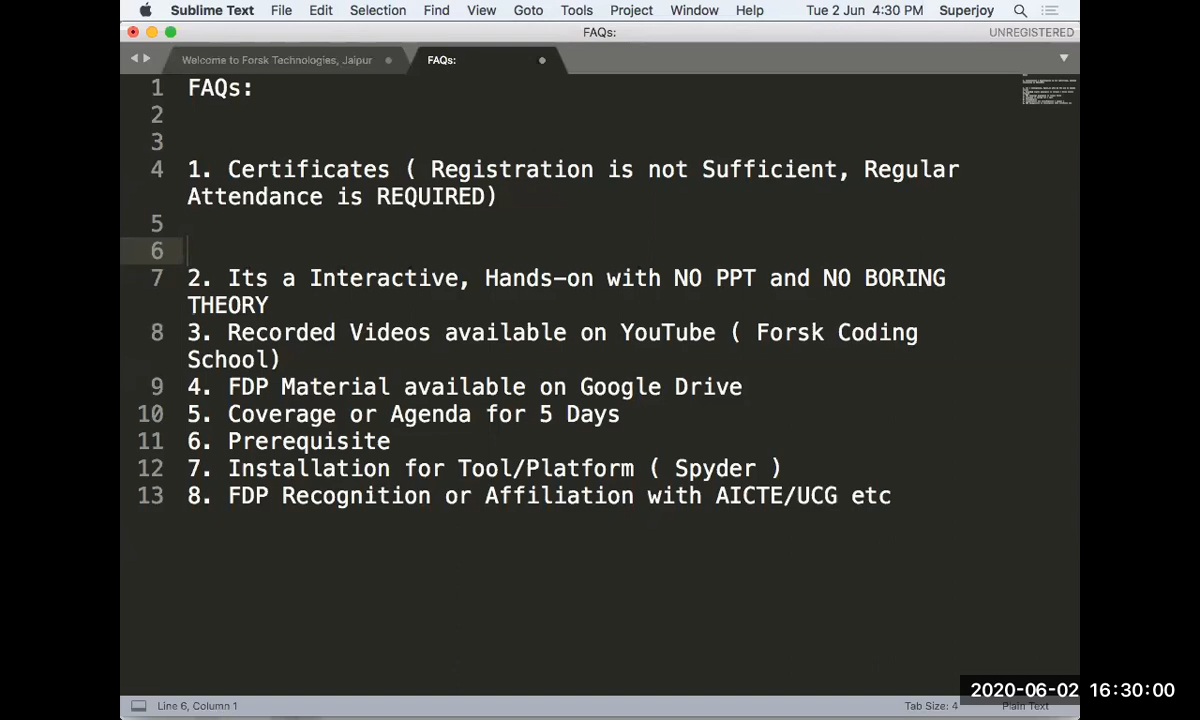 Sublime Text File Edit Selection Find View Goto Tools Project Window Help Tue 2 Jun 4:30 PM Superjoy
FAQs: UNREGISTERED
Welcome to Forsk Technologies, Jaipur FAQs:
1 FAQs:
2
3
4 1. Certificates ( Registration is not Sufficient, Regular
Attendance is REQUIRED)
5
6
7 2. Its a Interactive, Hands-on with NO PPT and NO BORING
THEORY
8 3. Recorded Videos available on YouTube ( Forsk Coding
School)
9 4. FDP Material available on Google Drive
10 5. Coverage or Agenda for 5 Days
11 6. Prerequisite
12 7. Installation for Tool/Platform ( Spyder )
13 8. FDP Recognition or Affiliation with AICTE/UCG etc
2020-06-02 16:30:00
Line 6, Column 1 Tab Size: 4 Plain Text